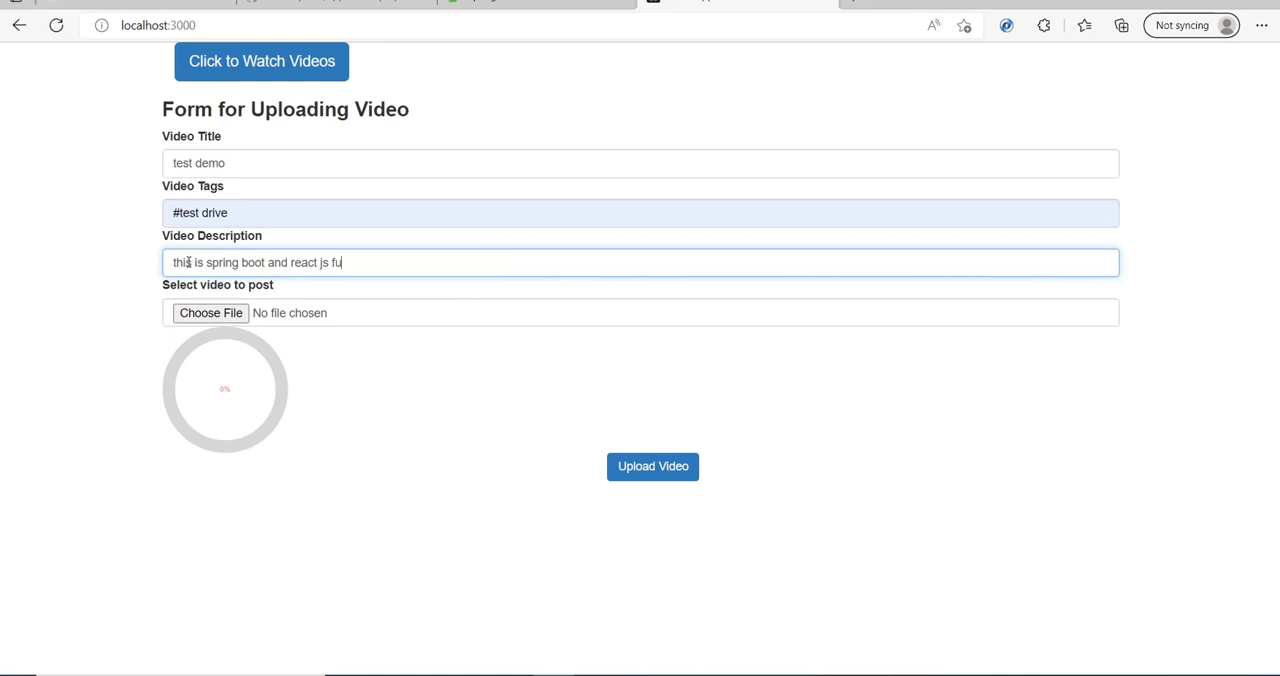 localhost:3000
Not syncing
Click to Watch Videos
Form for Uploading Video
Video Title
test demo
Video Tags
#test drive
Video Description
this is spring boot and react js fu
Select video to post
Choose File No file chosen
0%
Upload Video